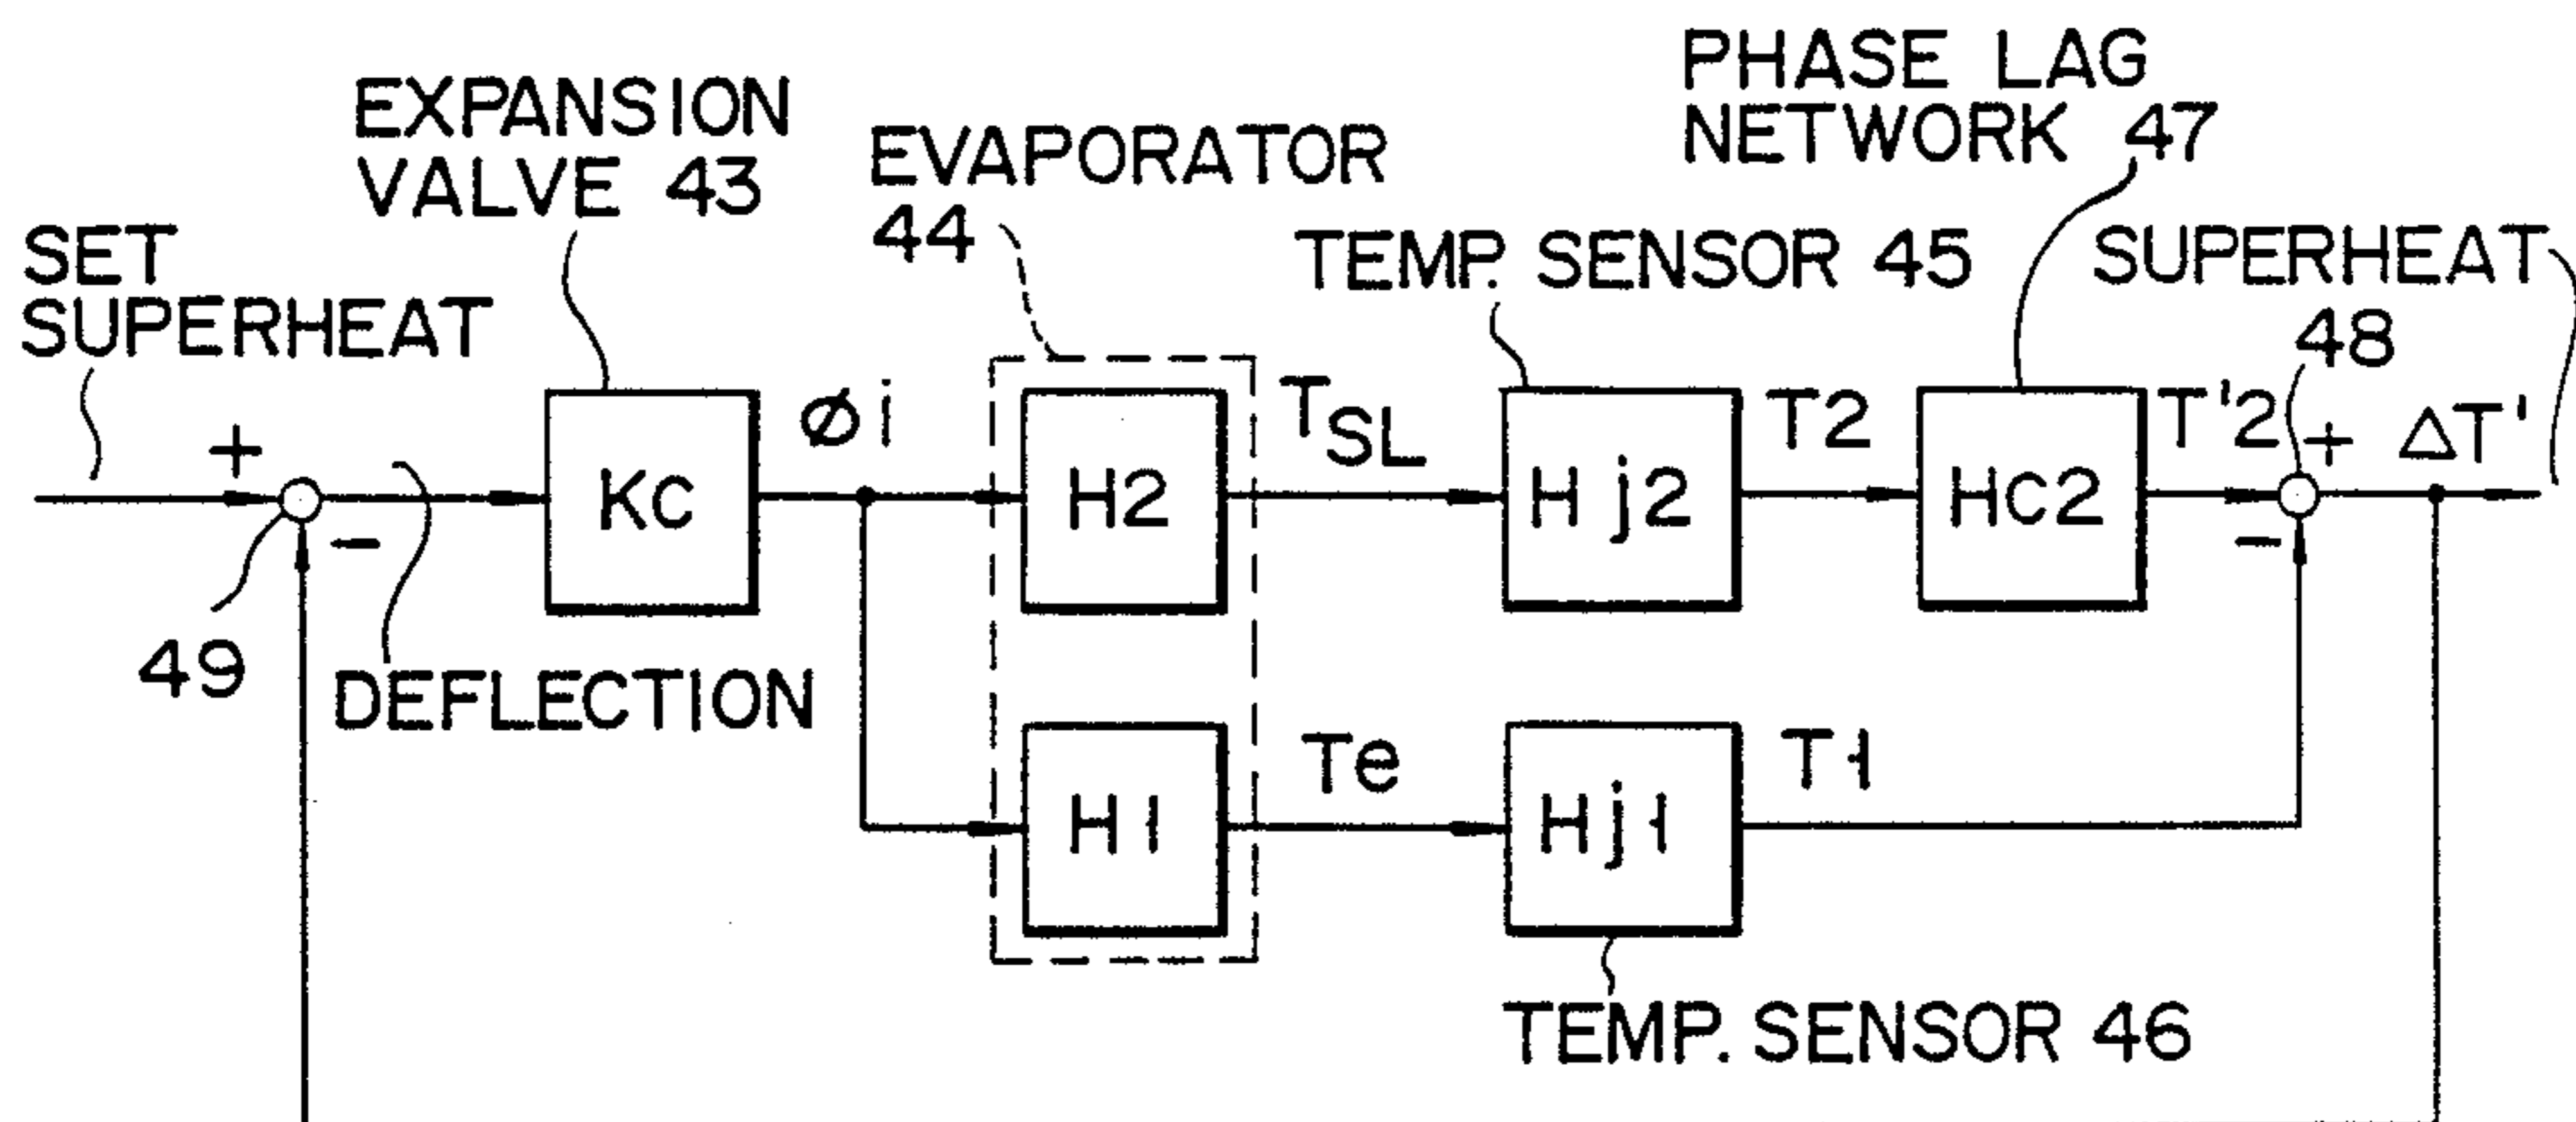 PHASE LAG
NETWORK 47
EXPANSION
VALVE 43
EVAPORATOR
44
SET
SUPERHEAT
TEMP. SENSOR 45
SUPERHEAT
48
+
Øi
TSL
T2
T'2
+
ΔT'
Kc
H2
Hj2
Hc2
-
-
49
DEFLECTION
Te
T1
H1
Hj1
TEMP. SENSOR 46